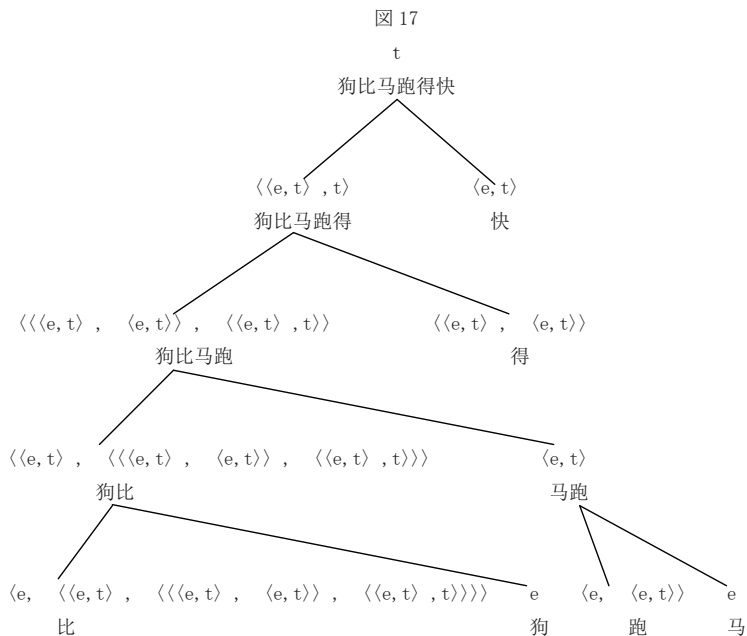 図 17
t
狗比马跑得快
〈〈e,t〉,t〉 〈e,t〉
狗比马跑得 快
〈〈〈e,t〉, 〈e,t〉〉, 〈〈e,t〉,t〉〉 〈〈e,t〉, 〈e,t〉〉
狗比马跑 得
〈〈e,t〉, 〈〈〈e,t〉, 〈e,t〉〉, 〈〈e,t〉,t〉〉〉 〈e,t〉
狗比 马跑
〈e, 〈〈e,t〉, 〈〈〈e,t〉, 〈e,t〉〉, 〈〈e,t〉,t〉〉〉〉 e 〈e, 〈e,t〉〉 e
比 狗 跑 马